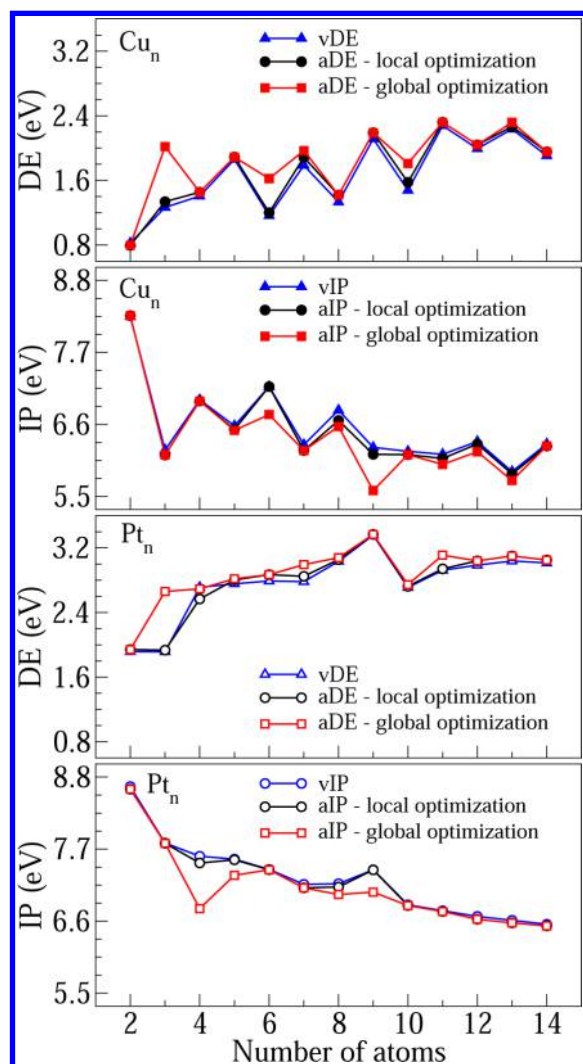 Cu_n
vDE
aDE - local optimization
aDE - global optimization
DE (eV)
3.2
2.4
1.6
0.8
Cu_n
vIP
aIP - local optimization
aIP - global optimization
IP (eV)
8.8
7.7
6.6
5.5
Pt_n
vDE
aDE - local optimization
aDE - global optimization
DE (eV)
3.2
2.4
1.6
0.8
Pt_n
vIP
aIP - local optimization
aIP - global optimization
IP (eV)
8.8
7.7
6.6
5.5
2 4 6 8 10 12 14
Number of atoms